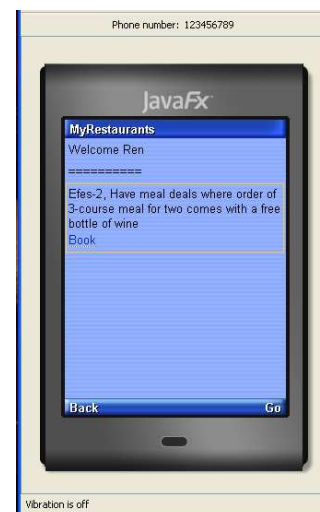 Phone number: 123456789
JavaFx
MyRestaurants
Welcome Ren
==========
Efes-2, Have meal deals where order of
3-course meal for two comes with a free
bottle of wine
Book
Back Go
Vibration is off